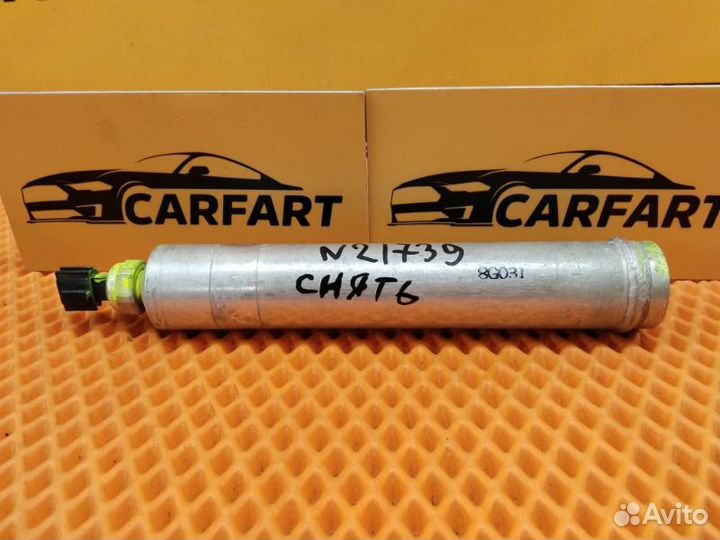 CARFART
CARFART
N21739
СНЯТЬ
8G031
Avito